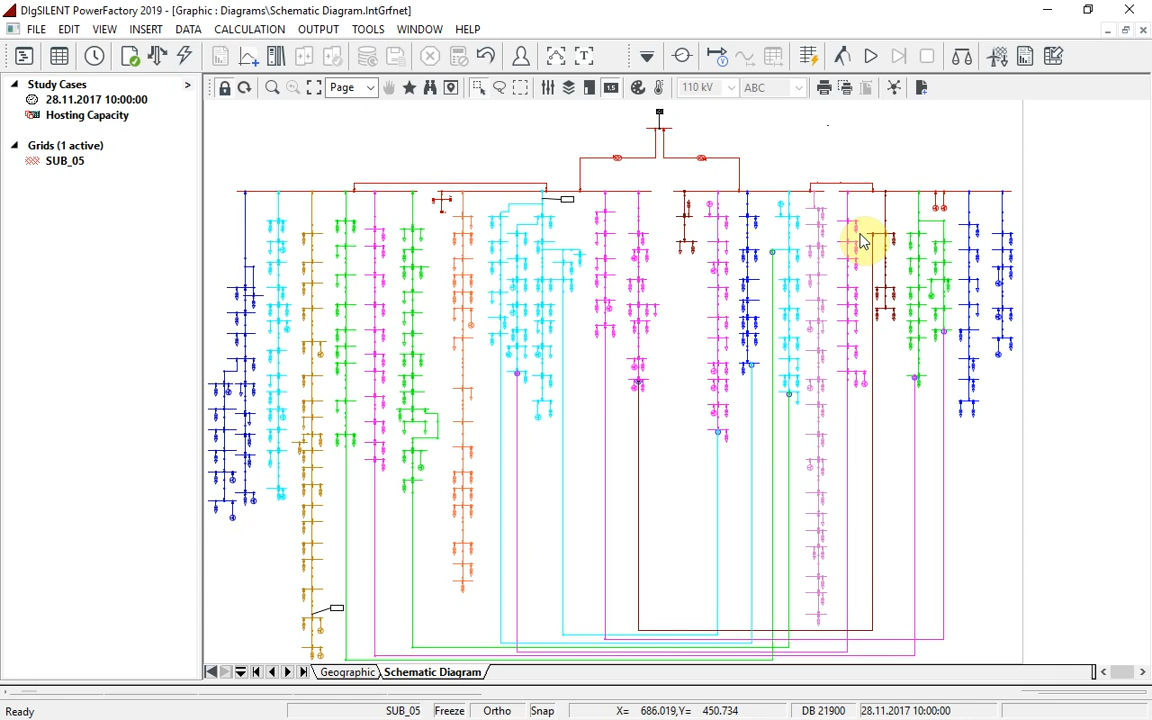 DIgSILENT PowerFactory 2019 - [Graphic : Diagrams\Schematic Diagram.IntGrfnet]
FILE EDIT VIEW INSERT DATA CALCULATION OUTPUT TOOLS WINDOW HELP
Page
110 kV
ABC
Study Cases
28.11.2017 10:00:00
Hosting Capacity
Grids (1 active)
SUB_05
Geographic Schematic Diagram
Ready SUB_05 Freeze Ortho Snap X= 686.019,Y= 450.734 DB 21900 28.11.2017 10:00:00